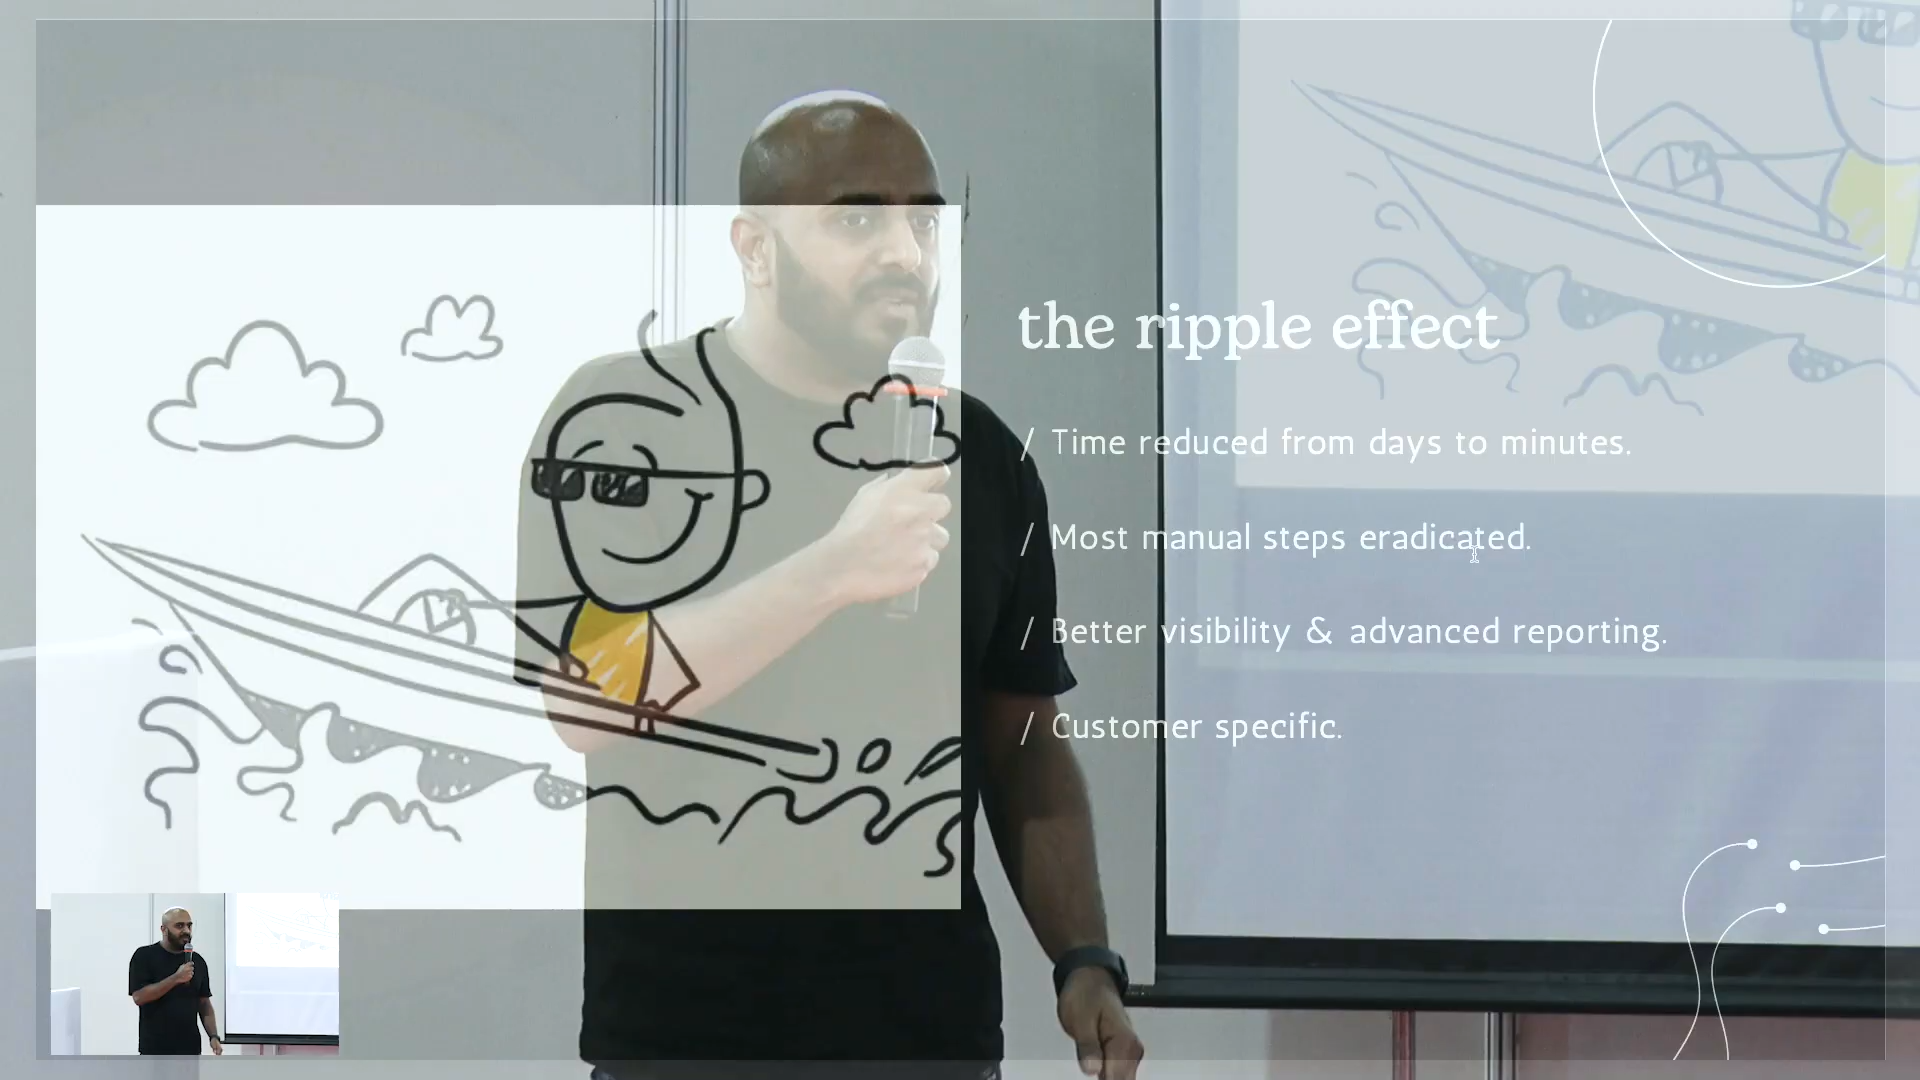 the ripple effect
/ Time reduced from days to minutes.
/ Most manual steps eradicated.
/ Better visibility & advanced reporting.
/ Customer specific.